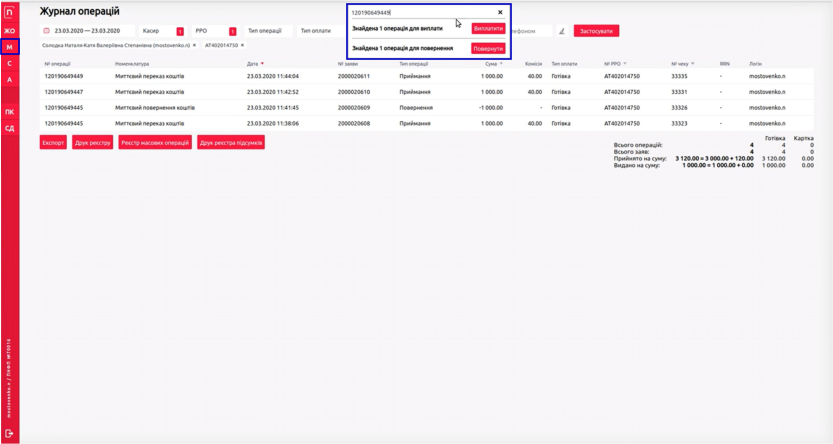 Журнал операцій
120190649449
Знайдена 1 операція для виплати Виплатити
Знайдена 1 операція для повернення Повернути
23.03.2020 — 23.03.2020 Касир 1 РРО 1 Тип операції Тип оплати Застосувати
Солодка Наталя-Катя Валеріївна Степанівна (mostovenko.n) × АТ402014750 ×
№ операції Номенклатура Дата № заяви Тип операції Сума Комісія Тип оплати № РРО № чеку RRN Логін
120190649449 Миттєвий переказ коштів 23.03.2020 11:44:04 2000020611 Приймання 1 000.00 40.00 Готівка АТ402014750 33335 - mostovenko.n
120190649447 Миттєвий переказ коштів 23.03.2020 11:42:52 2000020610 Приймання 1 000.00 40.00 Готівка АТ402014750 33331 - mostovenko.n
120190649445 Миттєвий повернення коштів 23.03.2020 11:41:45 2000020609 Повернення -1 000.00 - Готівка АТ402014750 33326 - mostovenko.n
120190649445 Миттєвий переказ коштів 23.03.2020 11:38:06 2000020608 Приймання 1 000.00 40.00 Готівка АТ402014750 33323 - mostovenko.n
Експорт Друк реєстру Реєстр масових операцій Друк реєстра підсумків
Готівка Картка
Всього операцій: 4 4 0
Всього заяв: 4 4 0
Прийнято на суму: 3 120.00 = 3 000.00 + 120.00 3 120.00 0.00
Видано на суму: 1 000.00 = 1 000.00 + 0.00 1 000.00 0.00
ЖО
М
С
А
ПК
СД